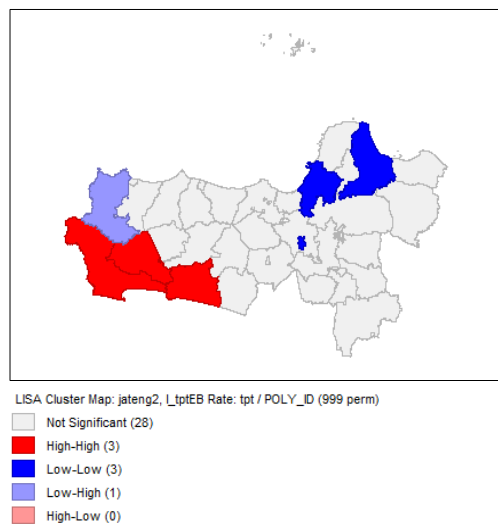 LISA Cluster Map: jateng2, I_tptEB Rate: tpt / POLY_ID (999 perm)
Not Significant (28)
High-High (3)
Low-Low (3)
Low-High (1)
High-Low (0)